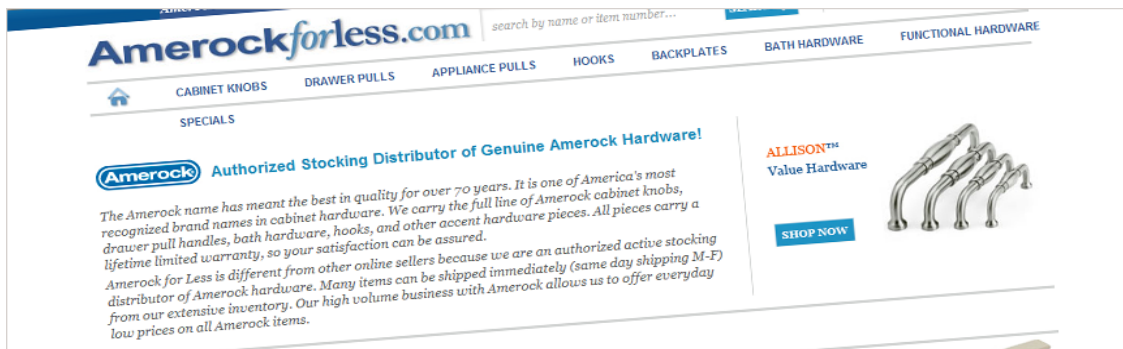 Amerockforless.com
search by name or item number...
CABINET KNOBS DRAWER PULLS APPLIANCE PULLS HOOKS BACKPLATES BATH HARDWARE FUNCTIONAL HARDWARE
SPECIALS
Amerock Authorized Stocking Distributor of Genuine Amerock Hardware!
The Amerock name has meant the best in quality for over 70 years. It is one of America's most
recognized brand names in cabinet hardware. We carry the full line of Amerock cabinet knobs,
drawer pull handles, bath hardware, hooks, and other accent hardware pieces. All pieces carry a
lifetime limited warranty, so your satisfaction can be assured.
Amerock for Less is different from other online sellers because we are an authorized active stocking
distributor of Amerock hardware. Many items can be shipped immediately (same day shipping M-F)
from our extensive inventory. Our high volume business with Amerock allows us to offer everyday
low prices on all Amerock items.
ALLISON™
Value Hardware
SHOP NOW